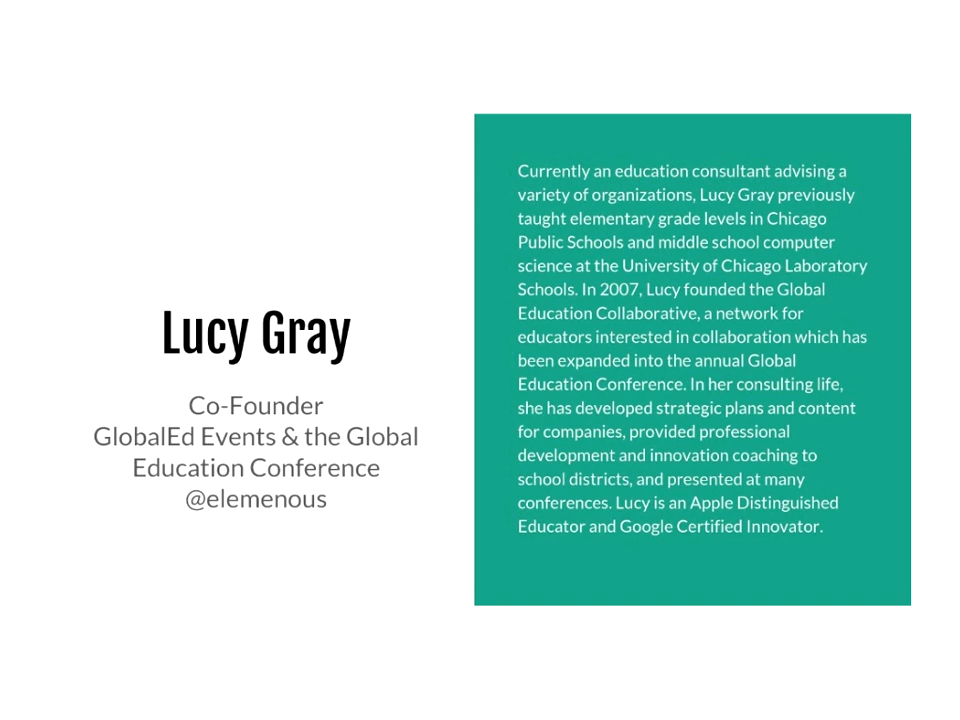 Lucy Gray
Co-Founder
GlobalEd Events & the Global
Education Conference
@elemenous
Currently an education consultant advising a
variety of organizations, Lucy Gray previously
taught elementary grade levels in Chicago
Public Schools and middle school computer
science at the University of Chicago Laboratory
Schools. In 2007, Lucy founded the Global
Education Collaborative, a network for
educators interested in collaboration which has
been expanded into the annual Global
Education Conference. In her consulting life,
she has developed strategic plans and content
for companies, provided professional
development and innovation coaching to
school districts, and presented at many
conferences. Lucy is an Apple Distinguished
Educator and Google Certified Innovator.